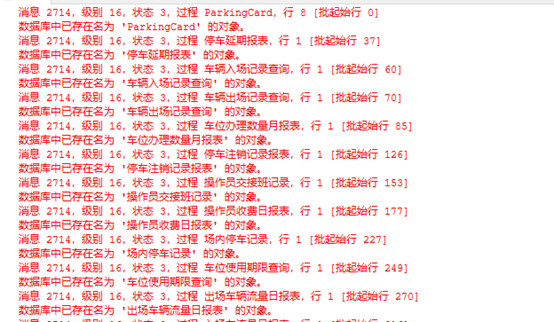 消息 2714，级别 16，状态 3，过程 ParkingCard，行 8 [批起始行 0]
数据库中已存在名为 'ParkingCard' 的对象。
消息 2714，级别 16，状态 3，过程 停车延期报表，行 1 [批起始行 37]
数据库中已存在名为 '停车延期报表' 的对象。
消息 2714，级别 16，状态 3，过程 车辆入场记录查询，行 1 [批起始行 60]
数据库中已存在名为 '车辆入场记录查询' 的对象。
消息 2714，级别 16，状态 3，过程 车辆出场记录查询，行 1 [批起始行 70]
数据库中已存在名为 '车辆出场记录查询' 的对象。
消息 2714，级别 16，状态 3，过程 车位办理数量月报表，行 1 [批起始行 85]
数据库中已存在名为 '车位办理数量月报表' 的对象。
消息 2714，级别 16，状态 3，过程 停车注销记录报表，行 1 [批起始行 126]
数据库中已存在名为 '停车注销记录报表' 的对象。
消息 2714，级别 16，状态 3，过程 操作员交接班记录，行 1 [批起始行 153]
数据库中已存在名为 '操作员交接班记录' 的对象。
消息 2714，级别 16，状态 3，过程 操作员收费日报表，行 1 [批起始行 177]
数据库中已存在名为 '操作员收费日报表' 的对象。
消息 2714，级别 16，状态 3，过程 场内停车记录，行 1 [批起始行 227]
数据库中已存在名为 '场内停车记录' 的对象。
消息 2714，级别 16，状态 3，过程 车位使用期限查询，行 1 [批起始行 249]
数据库中已存在名为 '车位使用期限查询' 的对象。
消息 2714，级别 16，状态 3，过程 出场车辆流量日报表，行 1 [批起始行 270]
数据库中已存在名为 '出场车辆流量日报表' 的对象。